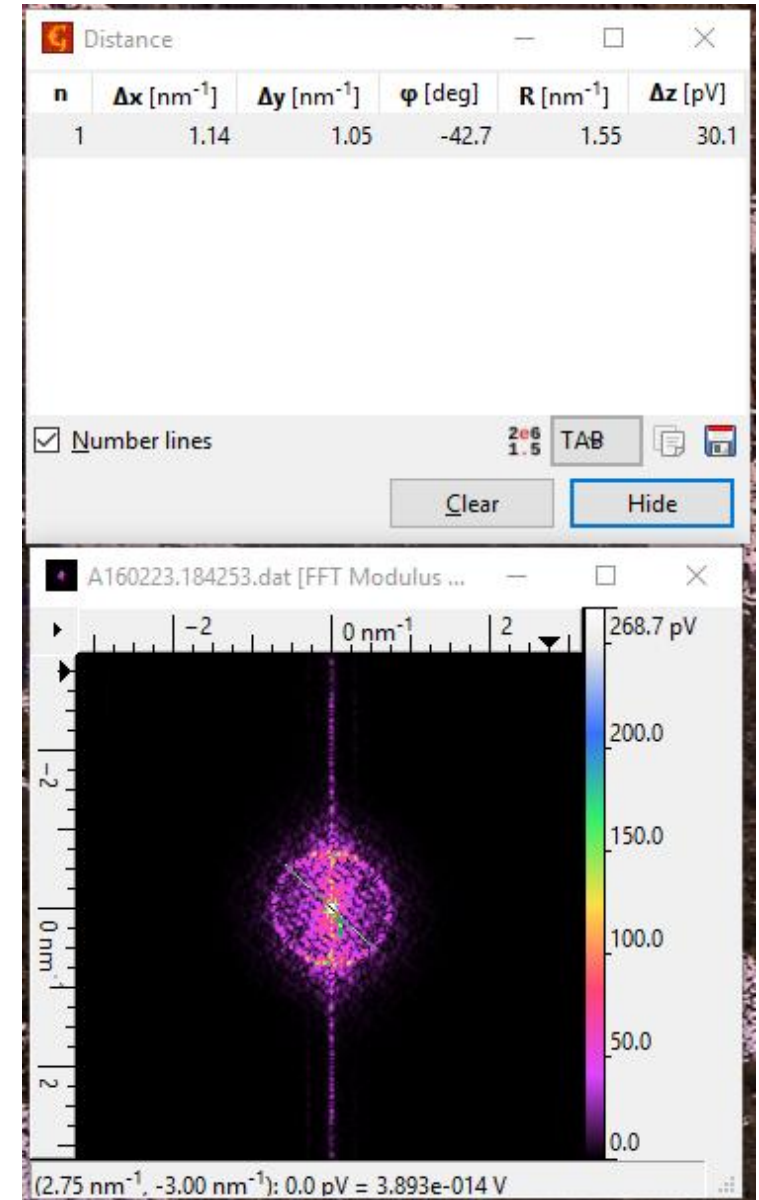 Distance
n Δx [nm⁻¹] Δy [nm⁻¹] φ [deg] R [nm⁻¹] Δz [pV]
1 1.14 1.05 -42.7 1.55 30.1
Number lines
2e6
1.5
TAB
Clear Hide
A160223.184253.dat [FFT Modulus ...
−2 0 nm⁻¹ 2
268.7 pV
200.0
150.0
100.0
50.0
0.0
−2
0 nm⁻¹
2
(2.75 nm⁻¹, -3.00 nm⁻¹): 0.0 pV = 3.893e-014 V